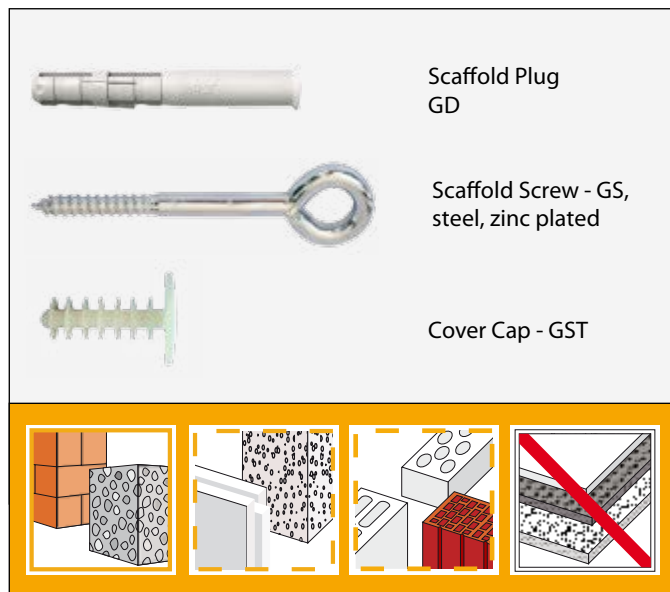 Scaffold Plug
GD
Scaffold Screw - GS,
steel, zinc plated
Cover Cap - GST